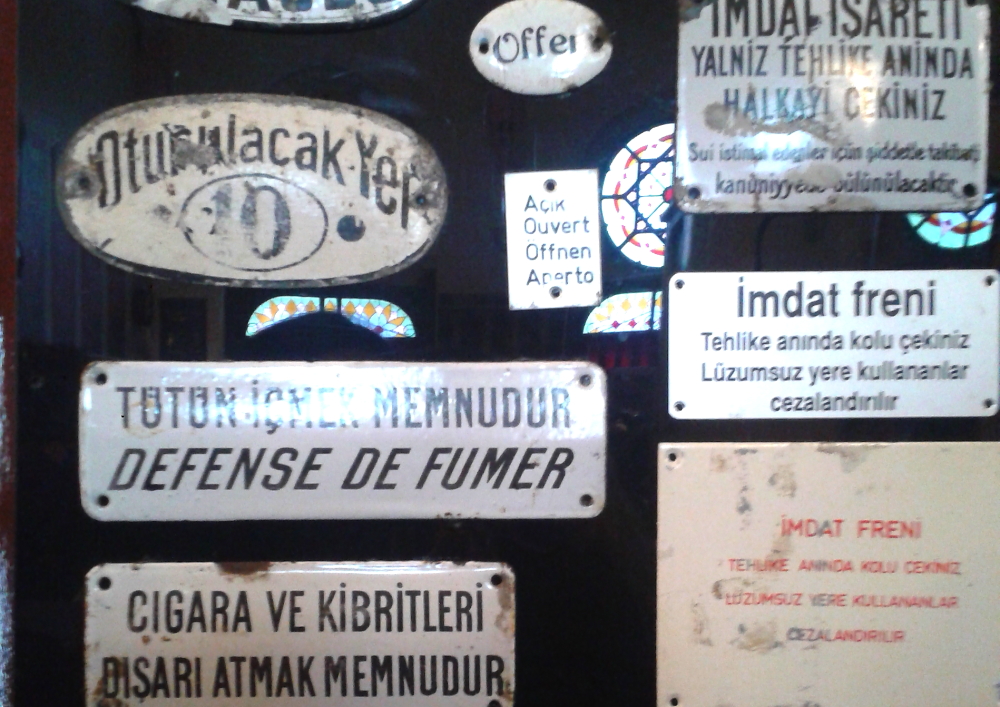 Offen
İMDAT İŞARETİ
YALNIZ TEHLİKE ANINDA
HALKAYI ÇEKİNİZ
Sui istimal edenler için şiddetle takibatı
kanuniyyede bulunulacaktır
Oturulacak Yer
10
Açık
Ouvert
Öffnen
Aperto
İmdat freni
Tehlike anında kolu çekiniz
Lüzumsuz yere kullananlar
cezalandırılır
TÜTÜN İÇMEK MEMNUDUR
DEFENSE DE FUMER
İMDAT FRENİ
TEHLİKE ANINDA KOLU ÇEKİNİZ
LÜZUMSUZ YERE KULLANANLAR
CEZALANDIRILIR
CIGARA VE KİBRİTLERİ
DIŞARI ATMAK MEMNUDUR